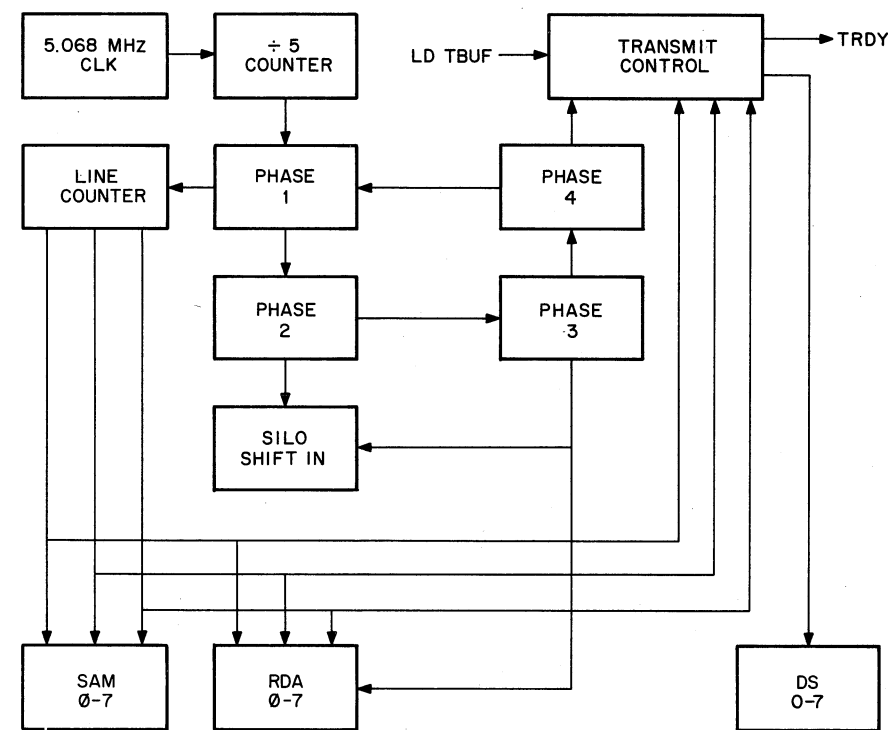 5.068 MHz
CLK
÷ 5
COUNTER
LD TBUF
TRANSMIT
CONTROL
TRDY
LINE
COUNTER
PHASE
1
PHASE
4
PHASE
2
PHASE
3
SILO
SHIFT IN
SAM
Ø-7
RDA
Ø-7
DS
0-7